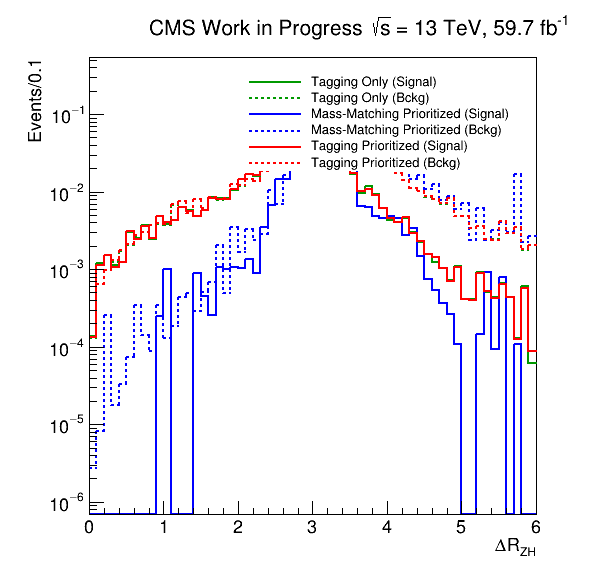 CMS Work in Progress √s = 13 TeV, 59.7 fb⁻¹
Events/0.1
Tagging Only (Signal)
Tagging Only (Bckg)
Mass-Matching Prioritized (Signal)
Mass-Matching Prioritized (Bckg)
Tagging Prioritized (Signal)
Tagging Prioritized (Bckg)
10⁻¹
10⁻²
10⁻³
10⁻⁴
10⁻⁵
10⁻⁶
0 1 2 3 4 5 6
ΔR_ZH